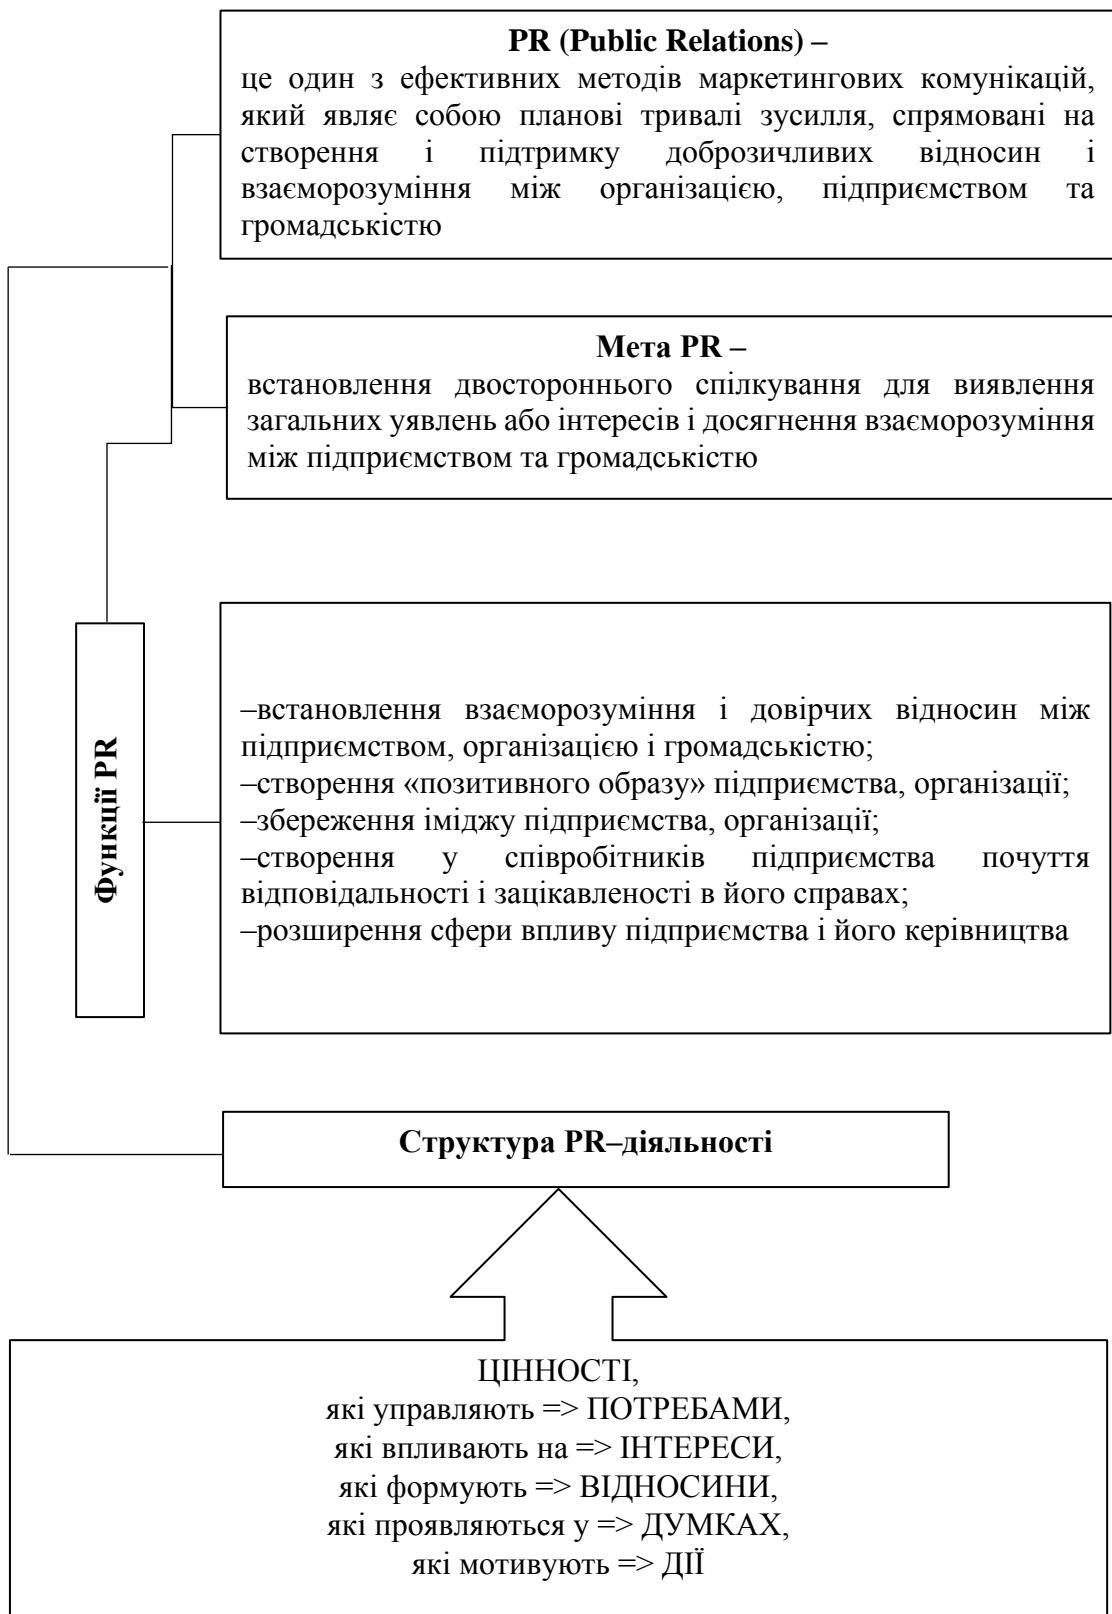 PR (Public Relations) –
це один з ефективних методів маркетингових комунікацій,
який являє собою планові тривалі зусилля, спрямовані на
створення і підтримку доброзичливих відносин і
взаєморозуміння між організацією, підприємством та
громадськістю
Мета PR –
встановлення двостороннього спілкування для виявлення
загальних уявлень або інтересів і досягнення взаєморозуміння
між підприємством та громадськістю
Функції PR
–встановлення взаєморозуміння і довірчих відносин між
підприємством, організацією і громадськістю;
–створення «позитивного образу» підприємства, організації;
–збереження іміджу підприємства, організації;
–створення у співробітників підприємства почуття
відповідальності і зацікавленості в його справах;
–розширення сфери впливу підприємства і його керівництва
Структура PR–діяльності
ЦІННОСТІ,
які управляють => ПОТРЕБАМИ,
які впливають на => ІНТЕРЕСИ,
які формують => ВІДНОСИНИ,
які проявляються у => ДУМКАХ,
які мотивують => ДІЇ